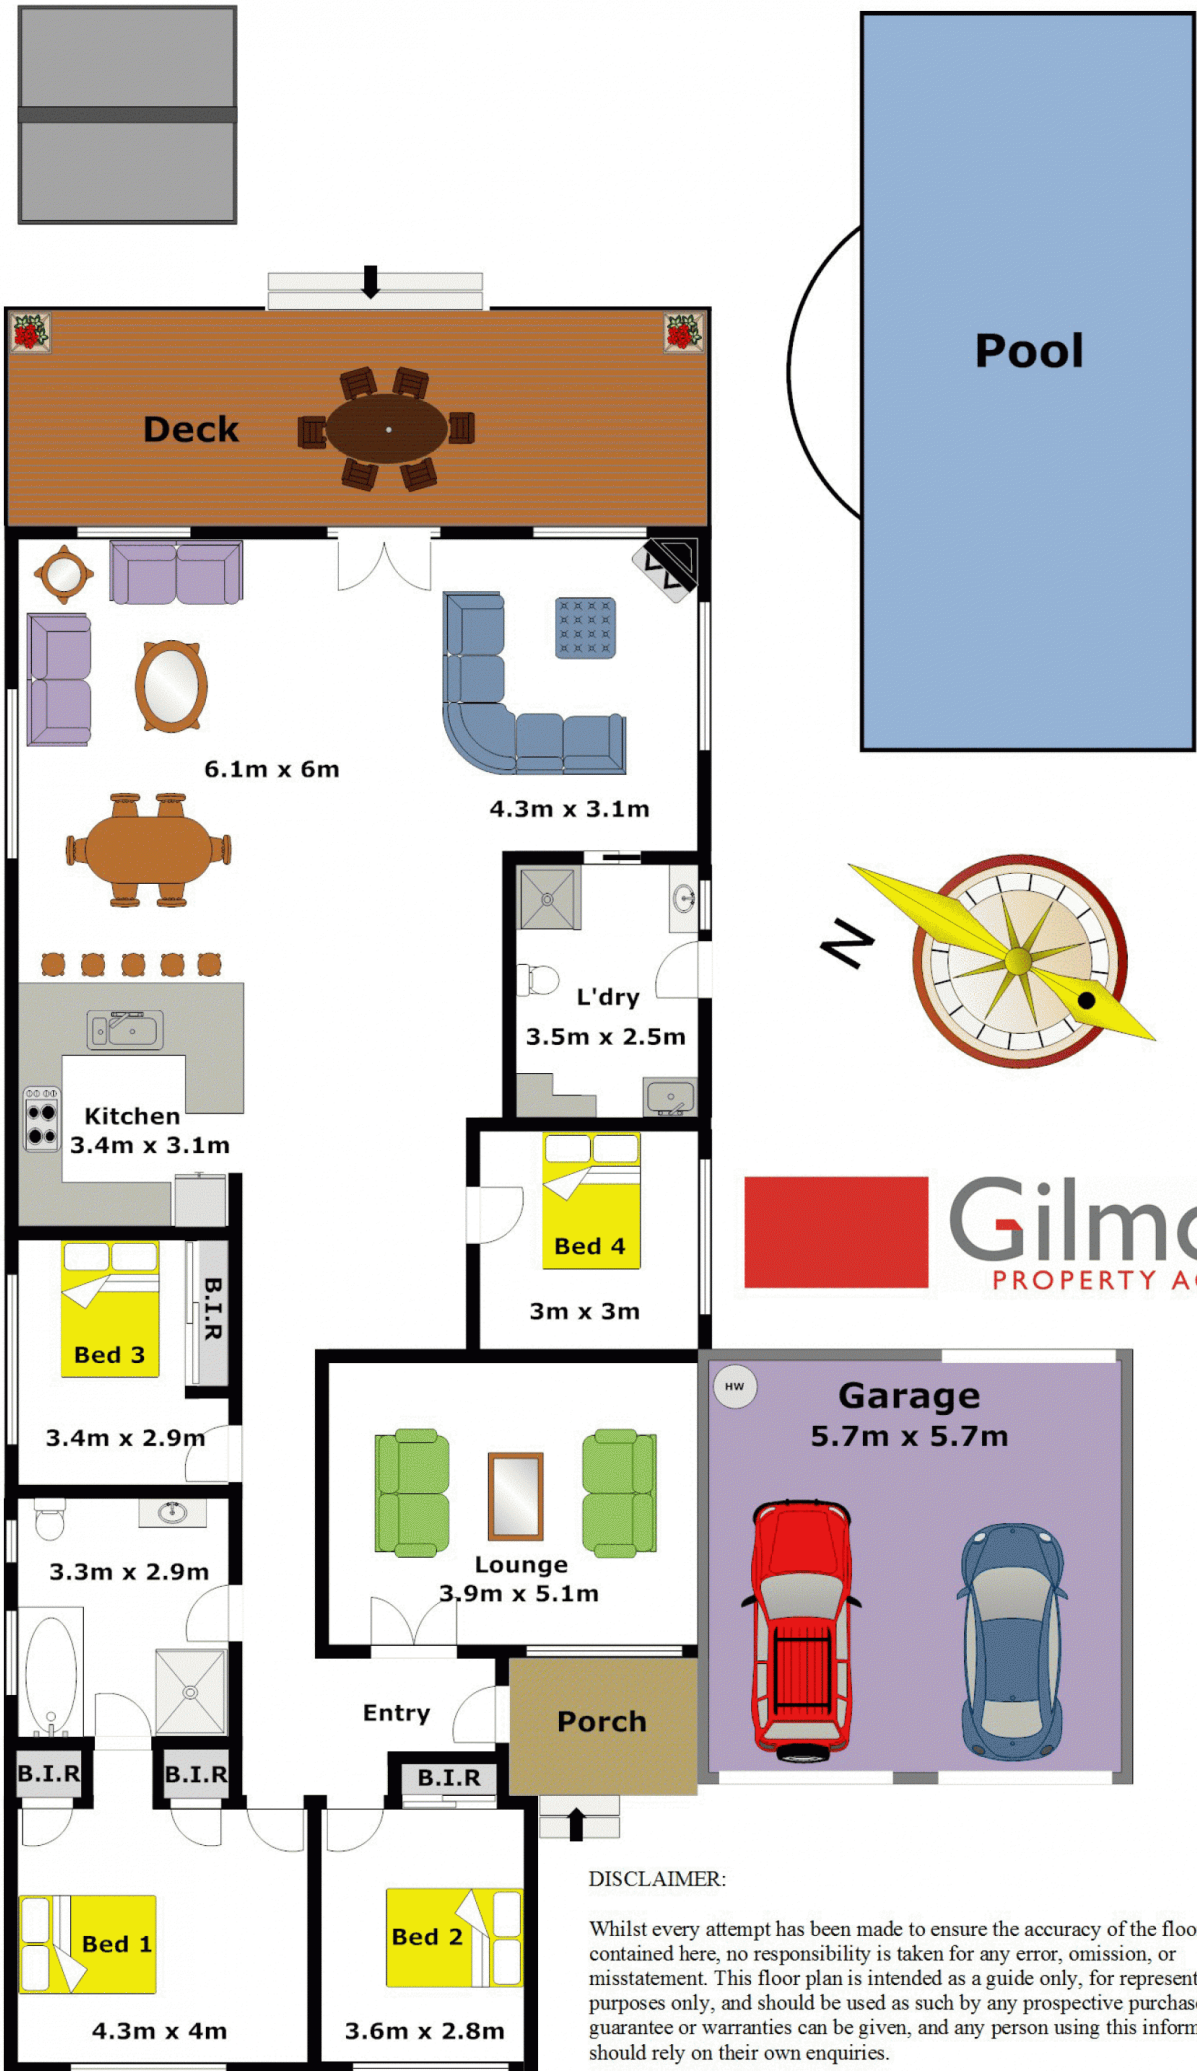 Pool
Deck
6.1m x 6m
4.3m x 3.1m
N
L'dry
3.5m x 2.5m
Kitchen
3.4m x 3.1m
Bed 4
3m x 3m
PROPERTY
B.I.R
Bed 3
3.4m x 2.9m
HW
Garage
5.7m x 5.7m
3.3m x 2.9m
Lounge
3.9m x 5.1m
Entry
Porch
B.I.R
B.I.R
B.I.R
Bed 1
4.3m x 4m
Bed 2
3.6m x 2.8m
DISCLAIMER:
Whilst every attempt has been made to ensure the accuracy of the floo
contained here, no responsibility is taken for any error, omission, or
misstatement. This floor plan is intended as a guide only, for represent
purposes only, and should be used as such by any prospective purchas
guarantee or warranties can be given, and any person using this inform
should rely on their own enquiries.